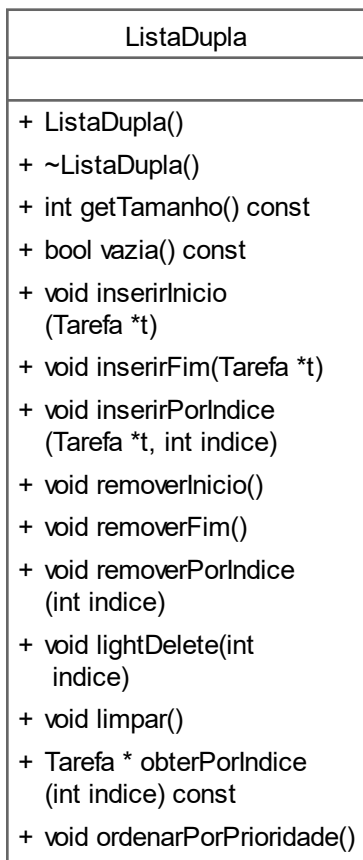 ListaDupla
+ ListaDupla()
+ ~ListaDupla()
+ int getTamanho() const
+ bool vazia() const
+ void inserirInicio
(Tarefa *t)
+ void inserirFim(Tarefa *t)
+ void inserirPorIndice
(Tarefa *t, int indice)
+ void removerInicio()
+ void removerFim()
+ void removerPorIndice
(int indice)
+ void lightDelete(int
indice)
+ void limpar()
+ Tarefa * obterPorIndice
(int indice) const
+ void ordenarPorPrioridade()